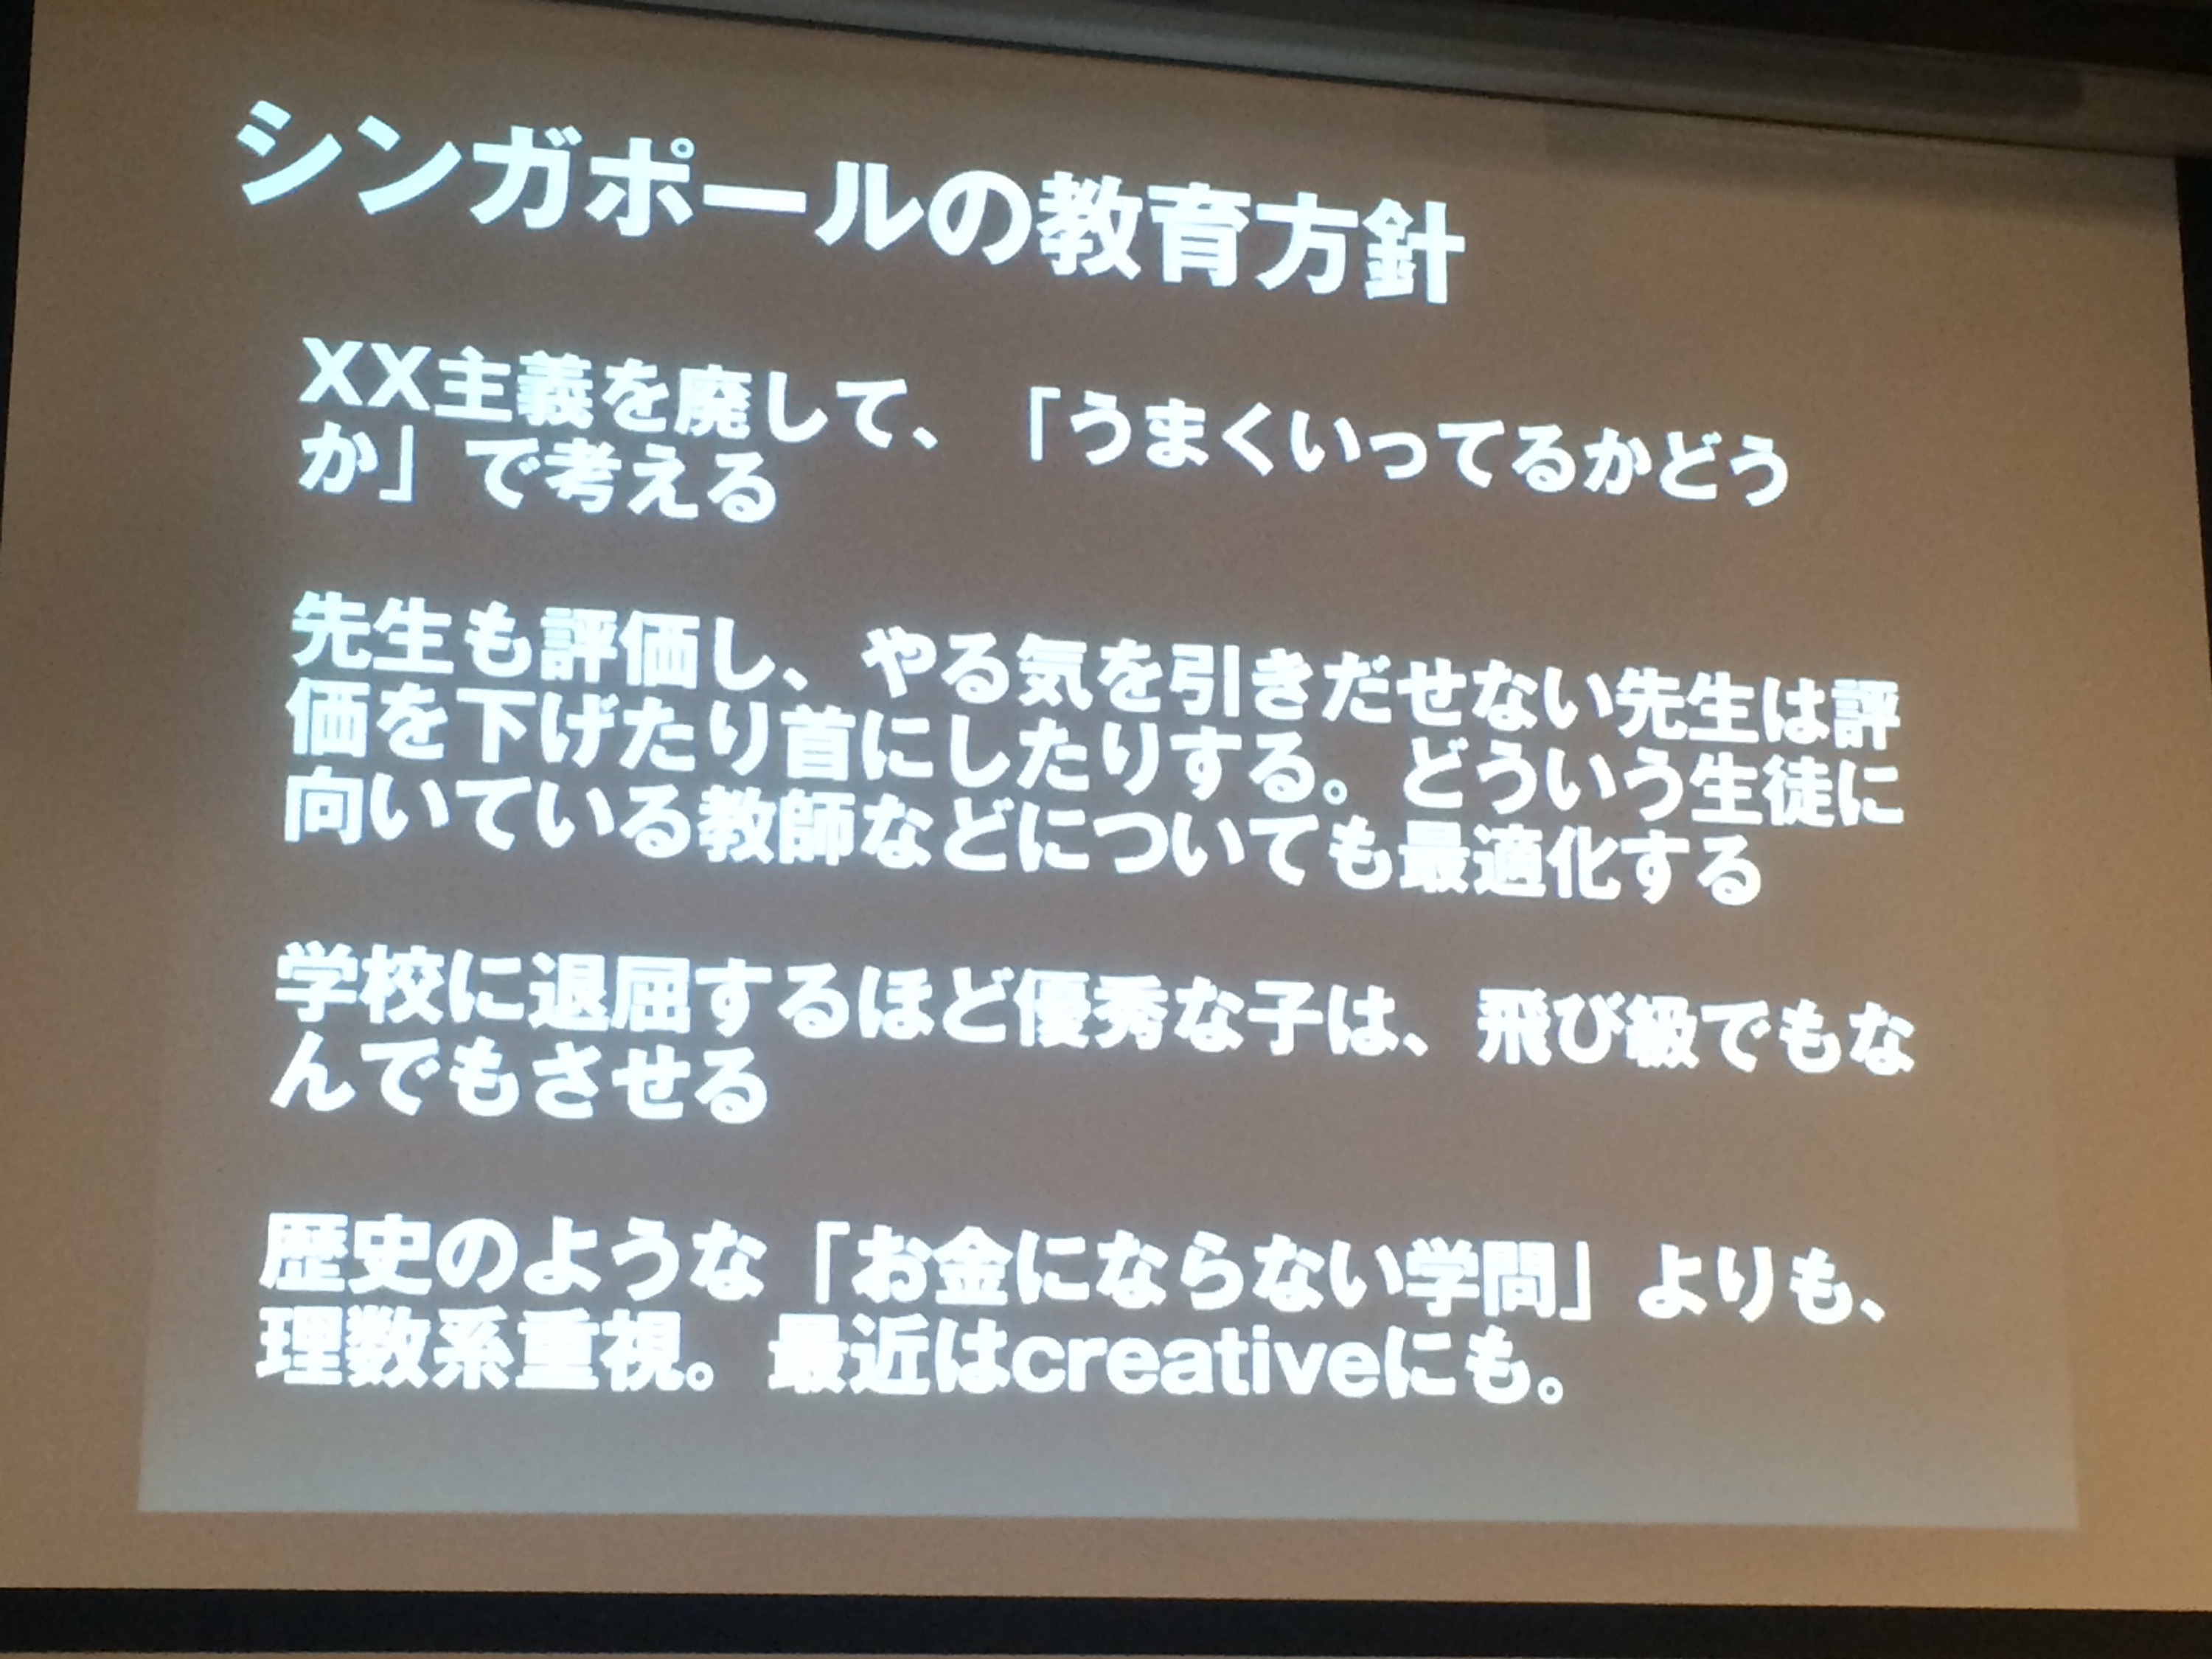 シンガポールの教育方針
XX主義を廃して、「うまくいってるかどう
か」で考える
先生も評価し、やる気を引きだせない先生は評
価を下げたり首にしたりする。どういう生徒に
向いている教師などについても最適化する
学校に退屈するほど優秀な子は、飛び級でもな
んでもさせる
歴史のような「お金にならない学問」よりも、
理数系重視。最近はcreativeにも。